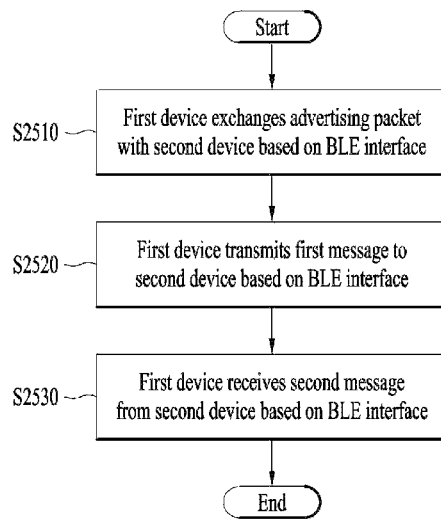 Start
S2510
First device exchanges advertising packet
with second device based on BLE interface
S2520
First device transmits first message to
second device based on BLE interface
S2530
First device receives second message
from second device based on BLE interface
End